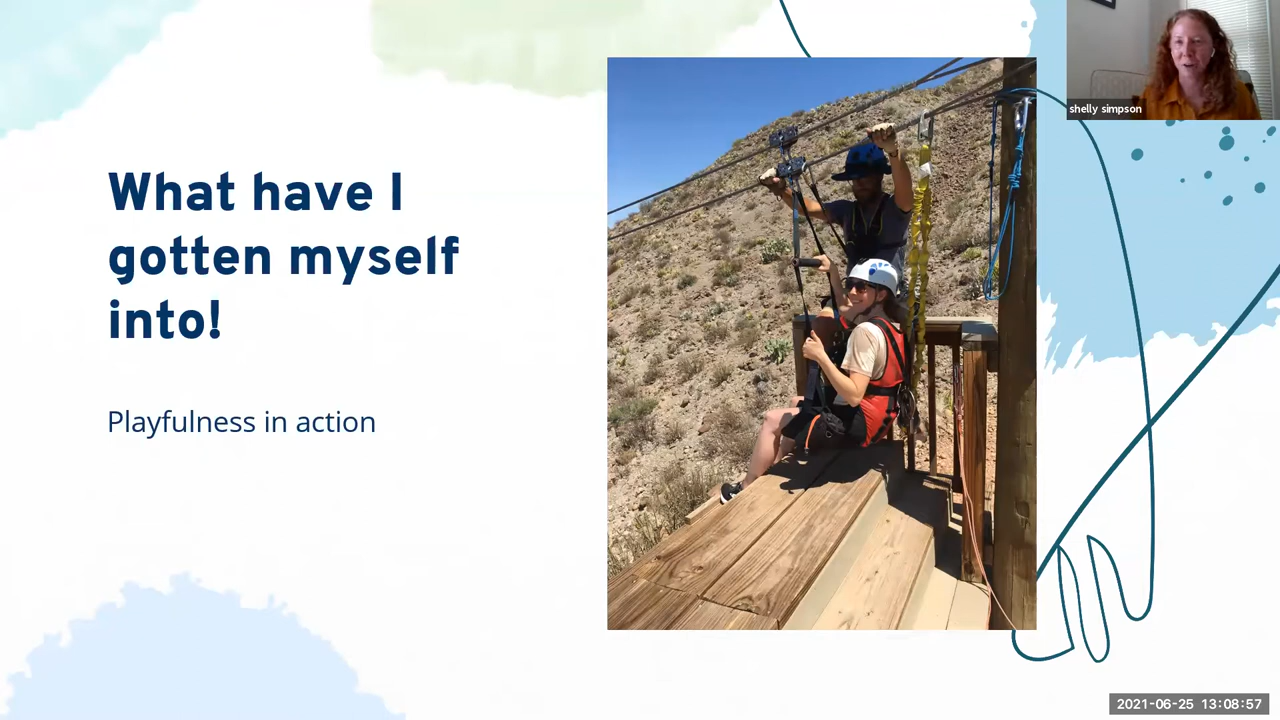 What have I
gotten myself
into!
Playfulness in action
shelly simpson
2021-06-25 13:08:57